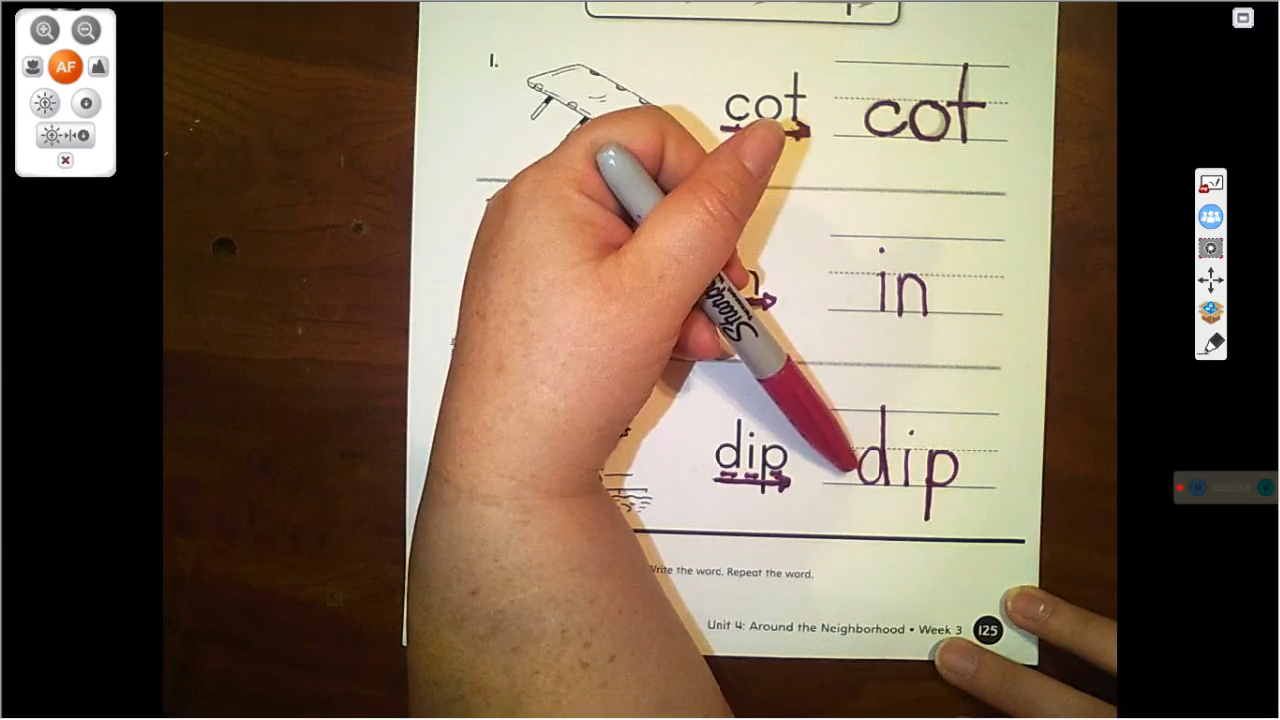 1.
cot cot
in
Sharpie
dip dip
Write the word. Repeat the word.
Unit 4: Around the Neighborhood • Week 3 125
AF